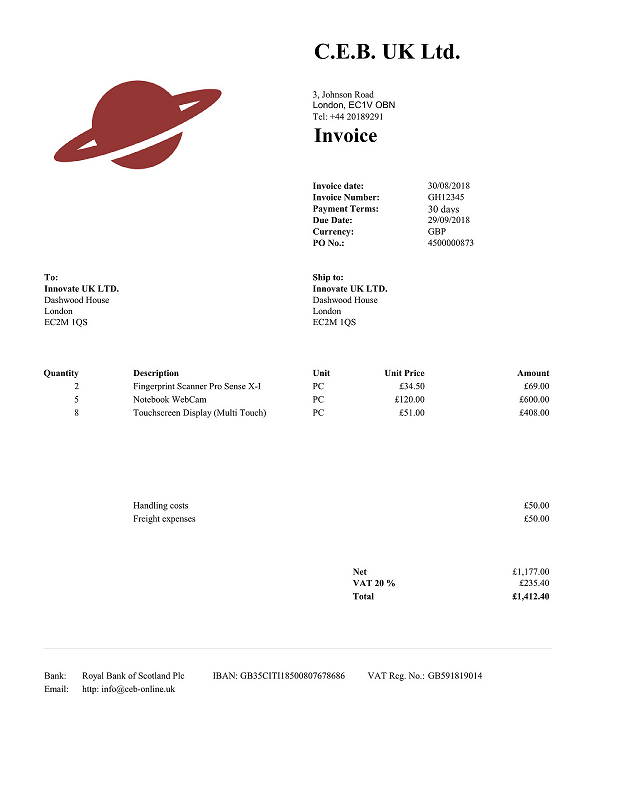 C.E.B. UK Ltd.
3, Johnson Road
London, EC1V OBN
Tel: +44 20189291
Invoice
Invoice date: 30/08/2018
Invoice Number: GH12345
Payment Terms: 30 days
Due Date: 29/09/2018
Currency: GBP
PO No.: 4500000873
To:
Innovate UK LTD.
Dashwood House
London
EC2M 1QS
Ship to:
Innovate UK LTD.
Dashwood House
London
EC2M 1QS
Quantity Description Unit Unit Price Amount
2 Fingerprint Scanner Pro Sense X-I PC £34.50 £69.00
5 Notebook WebCam PC £120.00 £600.00
8 Touchscreen Display (Multi Touch) PC £51.00 £408.00
Handling costs £50.00
Freight expenses £50.00
Net £1,177.00
VAT 20 % £235.40
Total £1,412.40
Bank: Royal Bank of Scotland Plc IBAN: GB35CITI18500807678686 VAT Reg. No.: GB591819014
Email: http: info@ceb-online.uk